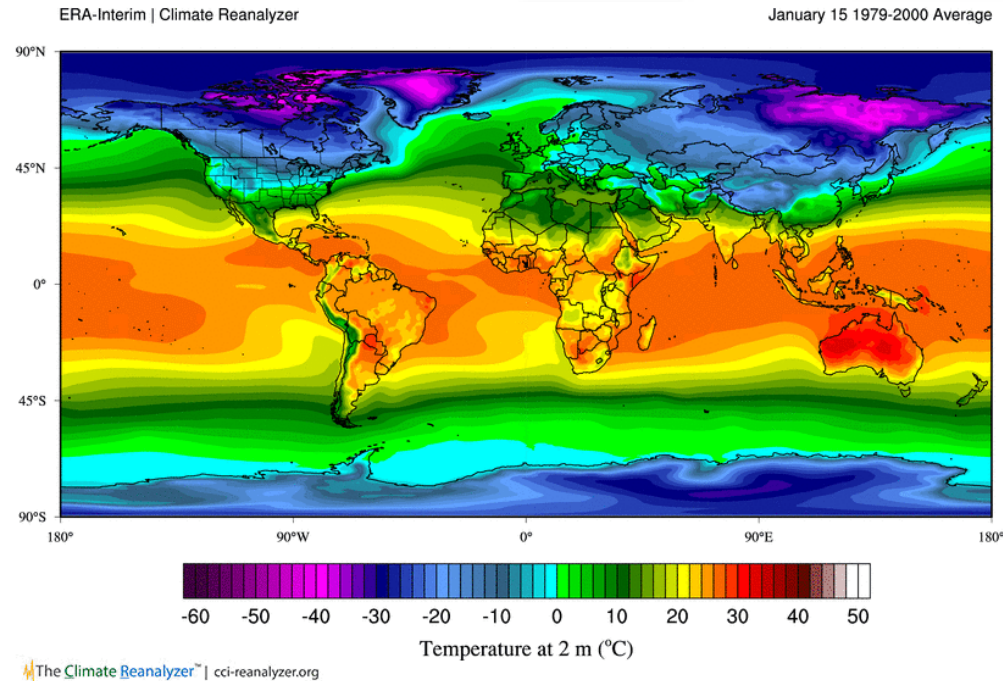 ERA-Interim | Climate Reanalyzer
January 15 1979-2000 Average
90°N
45°N
0°
45°S
90°S
180°
90°W
0°
90°E
180°
-60 -50 -40 -30 -20 -10 0 10 20 30 40 50
Temperature at 2 m (°C)
The Climate Reanalyzer™ | cci-reanalyzer.org